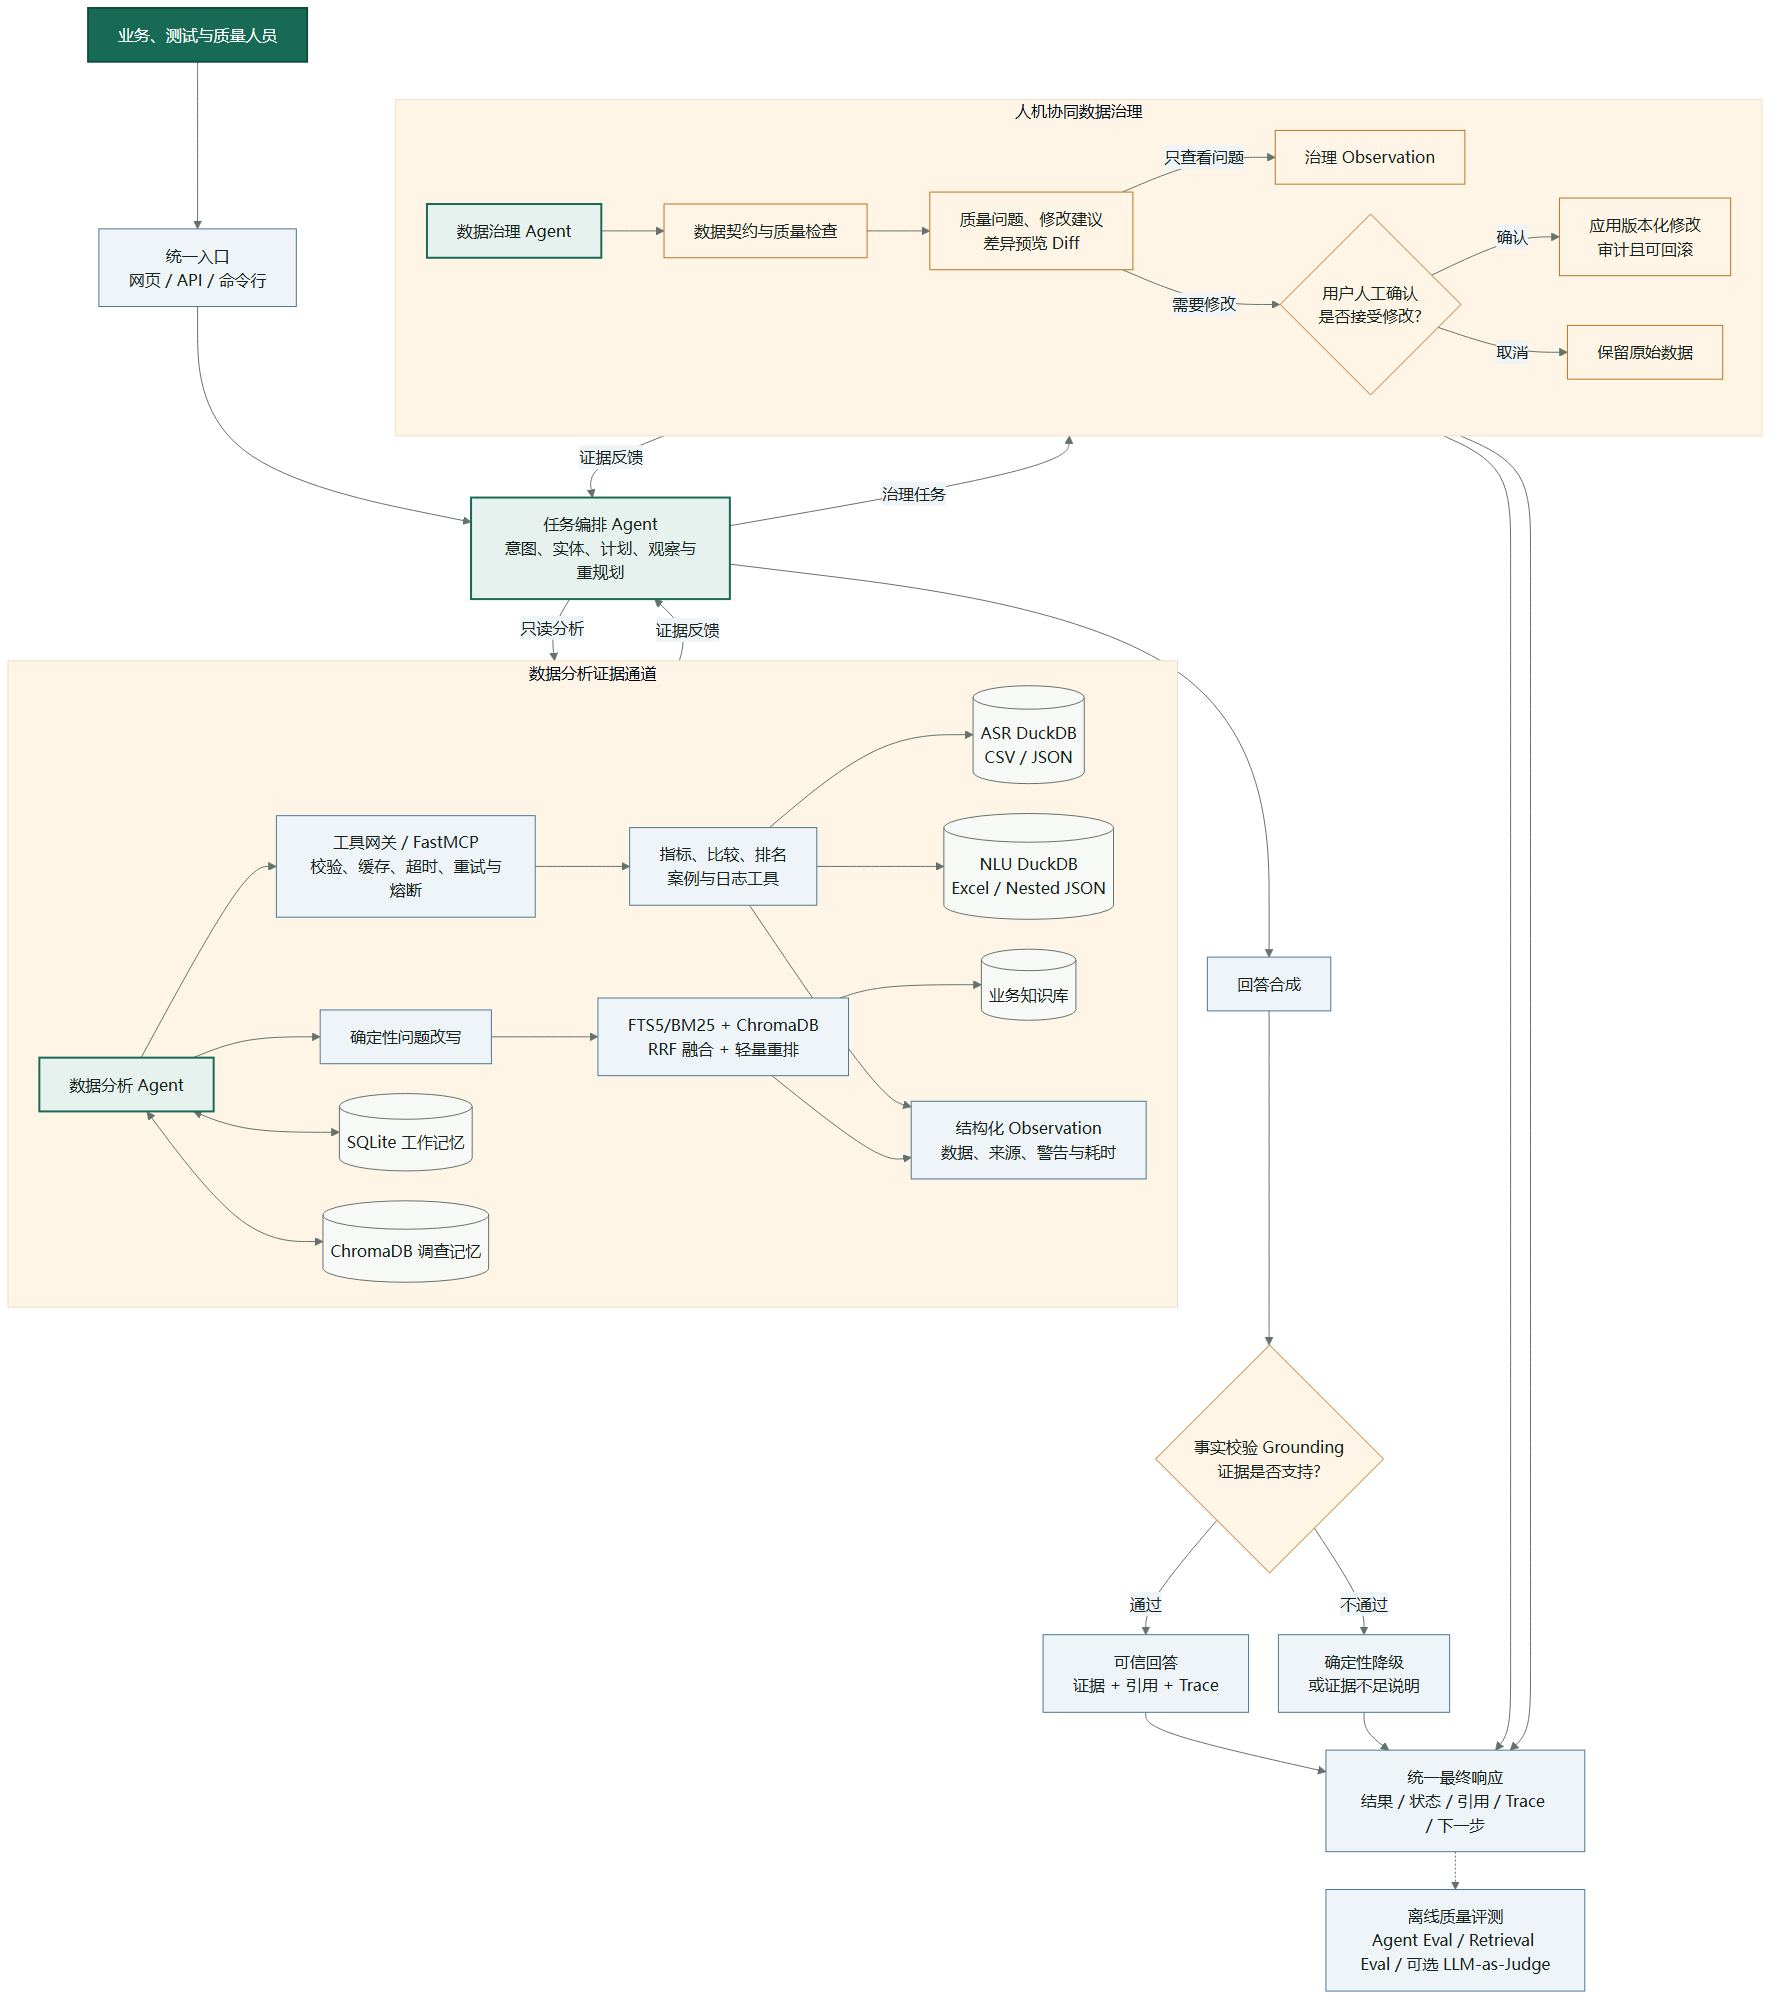 业务、测试与质量人员
统一入口
网页 / API / 命令行
人机协同数据治理
数据治理 Agent
数据契约与质量检查
质量问题、修改建议
差异预览 Diff
只查看问题
治理 Observation
需要修改
用户人工确认
是否接受修改?
确认
应用版本化修改
审计且可回滚
取消
保留原始数据
证据反馈
治理任务
任务编排 Agent
意图、实体、计划、观察与
重规划
只读分析
证据反馈
数据分析证据通道
ASR DuckDB
CSV / JSON
工具网关 / FastMCP
校验、缓存、超时、重试与
熔断
指标、比较、排名
案例与日志工具
NLU DuckDB
Excel / Nested JSON
业务知识库
确定性问题改写
FTS5/BM25 + ChromaDB
RRF 融合 + 轻量重排
数据分析 Agent
SQLite 工作记忆
结构化 Observation
数据、来源、警告与耗时
ChromaDB 调查记忆
回答合成
事实校验 Grounding
证据是否支持?
通过
不通过
可信回答
证据 + 引用 + Trace
确定性降级
或证据不足说明
统一最终响应
结果 / 状态 / 引用 / Trace
/ 下一步
离线质量评测
Agent Eval / Retrieval
Eval / 可选 LLM-as-Judge